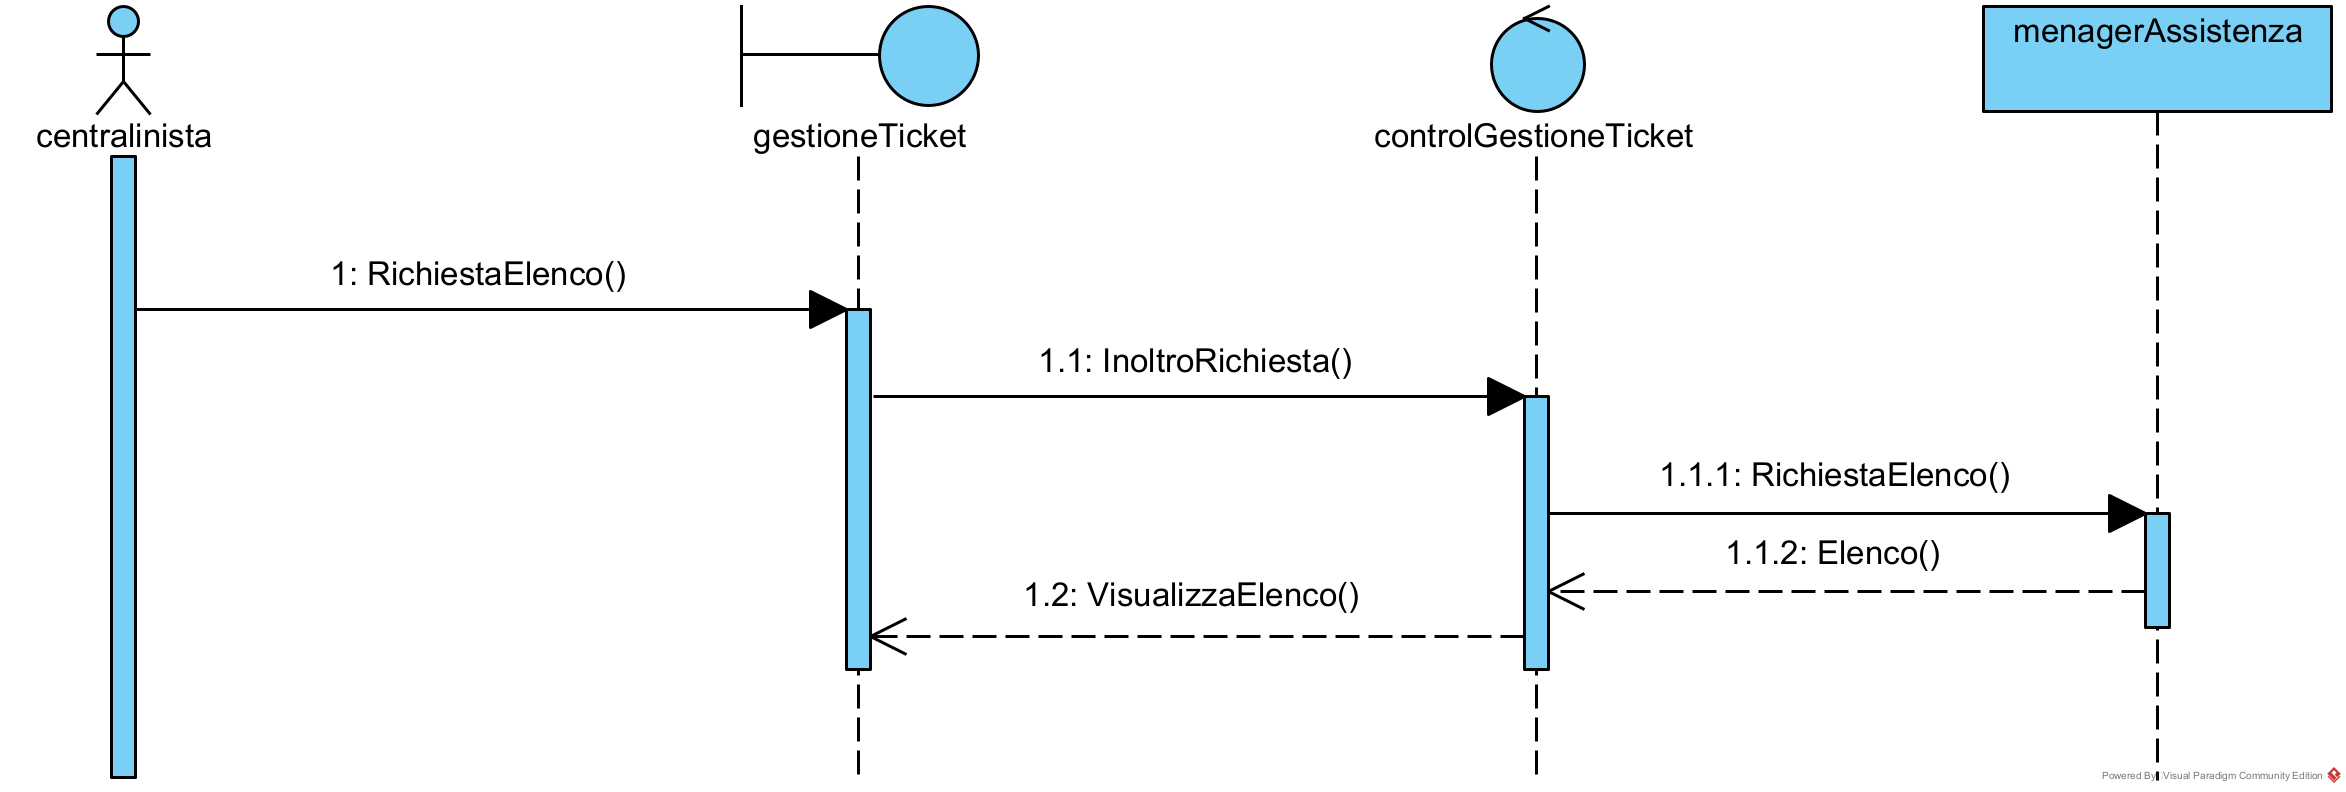 menagerAssistenza
centralinista
gestioneTicket
controlGestioneTicket
1: RichiestaElenco()
1.1: InoltroRichiesta()
1.1.1: RichiestaElenco()
1.1.2: Elenco()
1.2: VisualizzaElenco()
Powered By Visual Paradigm Community Edition